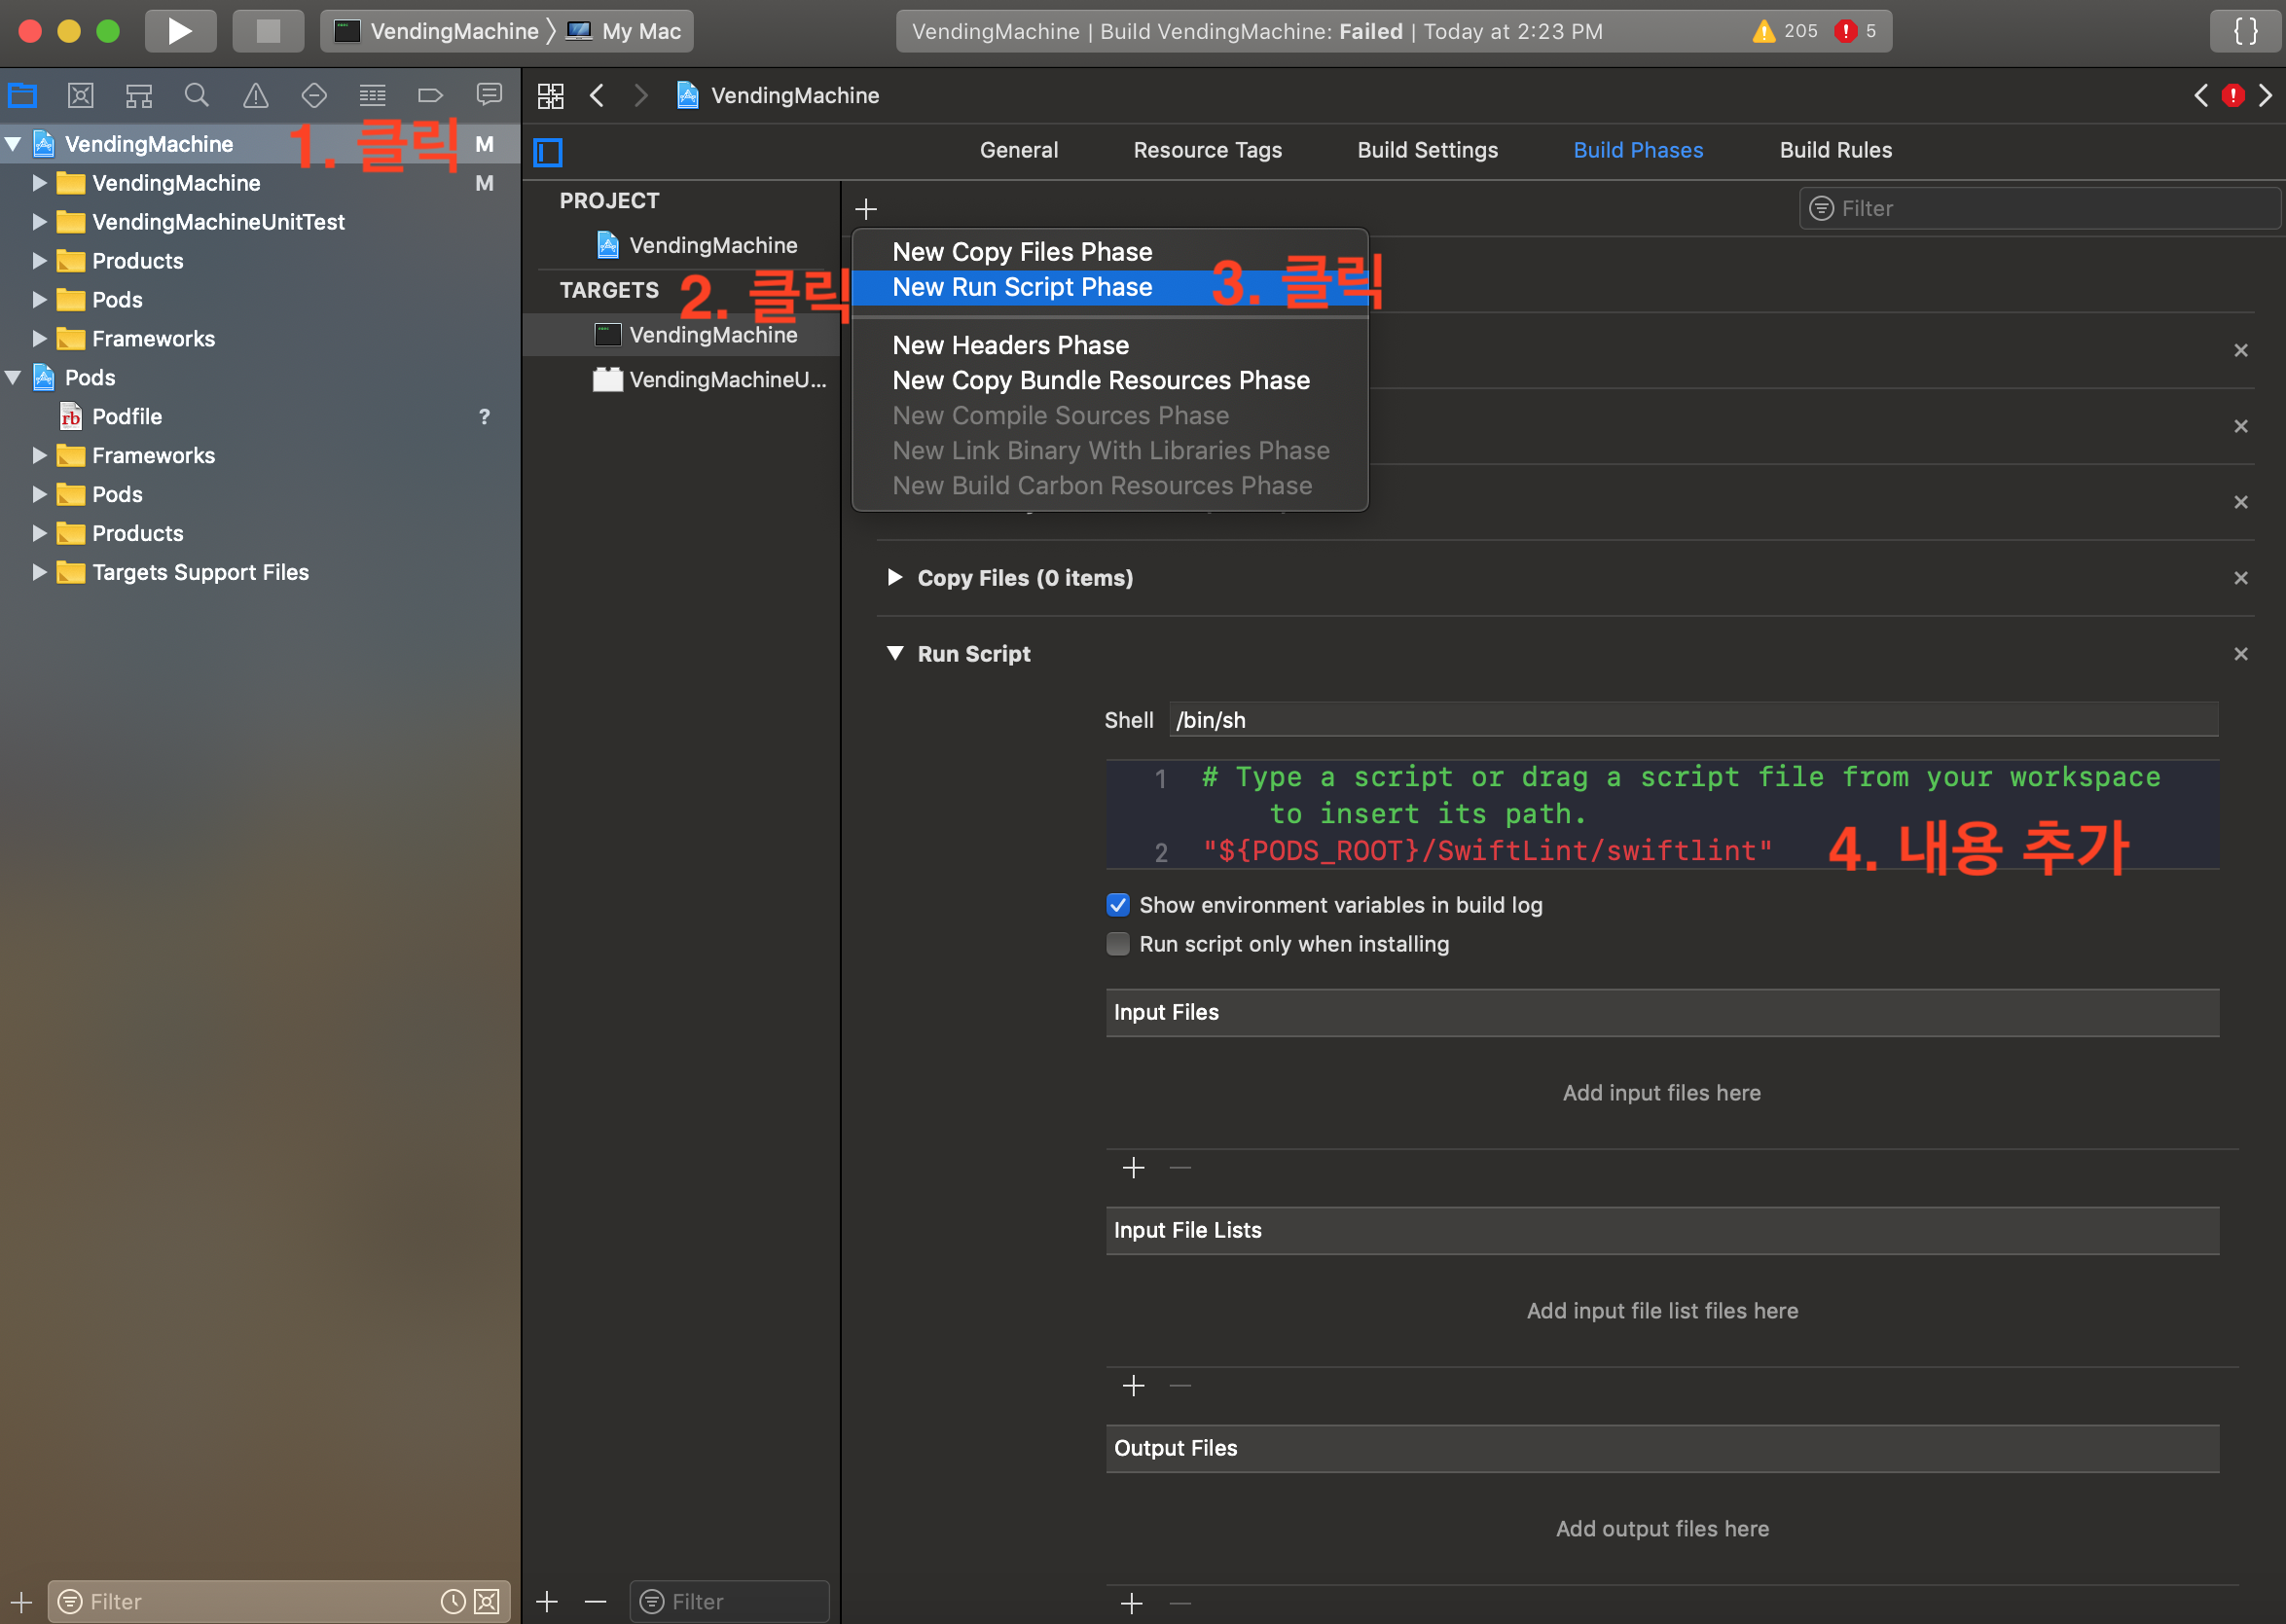 VendingMachine 〉 My Mac
VendingMachine | Build VendingMachine: Failed | Today at 2:23 PM
205
5
{ }
VendingMachine
VendingMachine
M
1. 클릭
VendingMachine
M
VendingMachineUnitTest
Products
Pods
Frameworks
Pods
rb Podfile
?
Frameworks
Pods
Products
Targets Support Files
Filter
General
Resource Tags
Build Settings
Build Phases
Build Rules
PROJECT
VendingMachine
TARGETS
2. 클릭
VendingMachine
VendingMachineU...
Filter
Filter
New Copy Files Phase
New Run Script Phase
3. 클릭
New Headers Phase
New Copy Bundle Resources Phase
New Compile Sources Phase
New Link Binary With Libraries Phase
New Build Carbon Resources Phase
Copy Files (0 items)
Run Script
Shell
/bin/sh
1 # Type a script or drag a script file from your workspace
to insert its path.
2 "${PODS_ROOT}/SwiftLint/swiftlint"
4. 내용 추가
Show environment variables in build log
Run script only when installing
Input Files
Add input files here
Input File Lists
Add input file list files here
Output Files
Add output files here